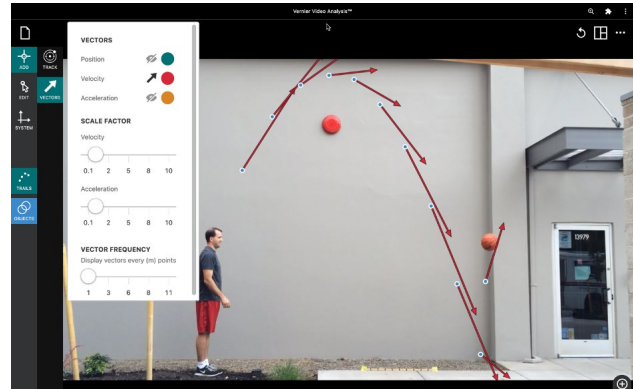 Vernier Video Analysis™
ADD
TRACK
EDIT
VECTORS
SYSTEM
TRAILS
OBJECTS
VECTORS
Position
Velocity
Acceleration
SCALE FACTOR
Velocity
0.1 2 5 8 10
Acceleration
0.1 2 5 8 10
VECTOR FREQUENCY
Display vectors every (m) points
1 3 6 8 11
13979